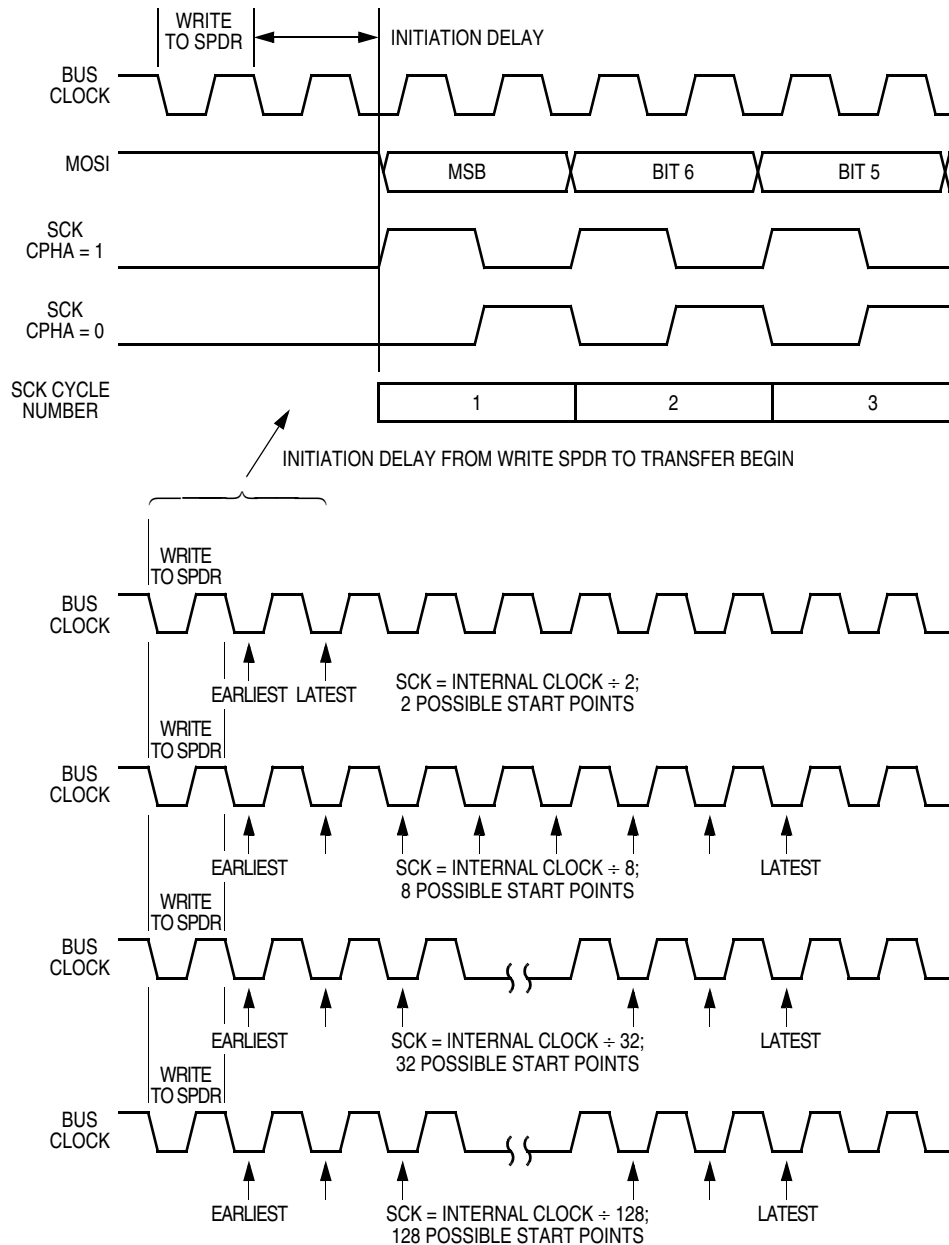 WRITE
TO SPDR
INITIATION DELAY
BUS
CLOCK
MOSI
MSB
BIT 6
BIT 5
SCK
CPHA = 1
SCK
CPHA = 0
SCK CYCLE
NUMBER
1
2
3
INITIATION DELAY FROM WRITE SPDR TO TRANSFER BEGIN
WRITE
TO SPDR
BUS
CLOCK
EARLIEST
LATEST
SCK = INTERNAL CLOCK ÷ 2;
2 POSSIBLE START POINTS
WRITE
TO SPDR
BUS
CLOCK
EARLIEST
SCK = INTERNAL CLOCK ÷ 8;
8 POSSIBLE START POINTS
LATEST
WRITE
TO SPDR
BUS
CLOCK
EARLIEST
SCK = INTERNAL CLOCK ÷ 32;
32 POSSIBLE START POINTS
LATEST
WRITE
TO SPDR
BUS
CLOCK
EARLIEST
SCK = INTERNAL CLOCK ÷ 128;
128 POSSIBLE START POINTS
LATEST